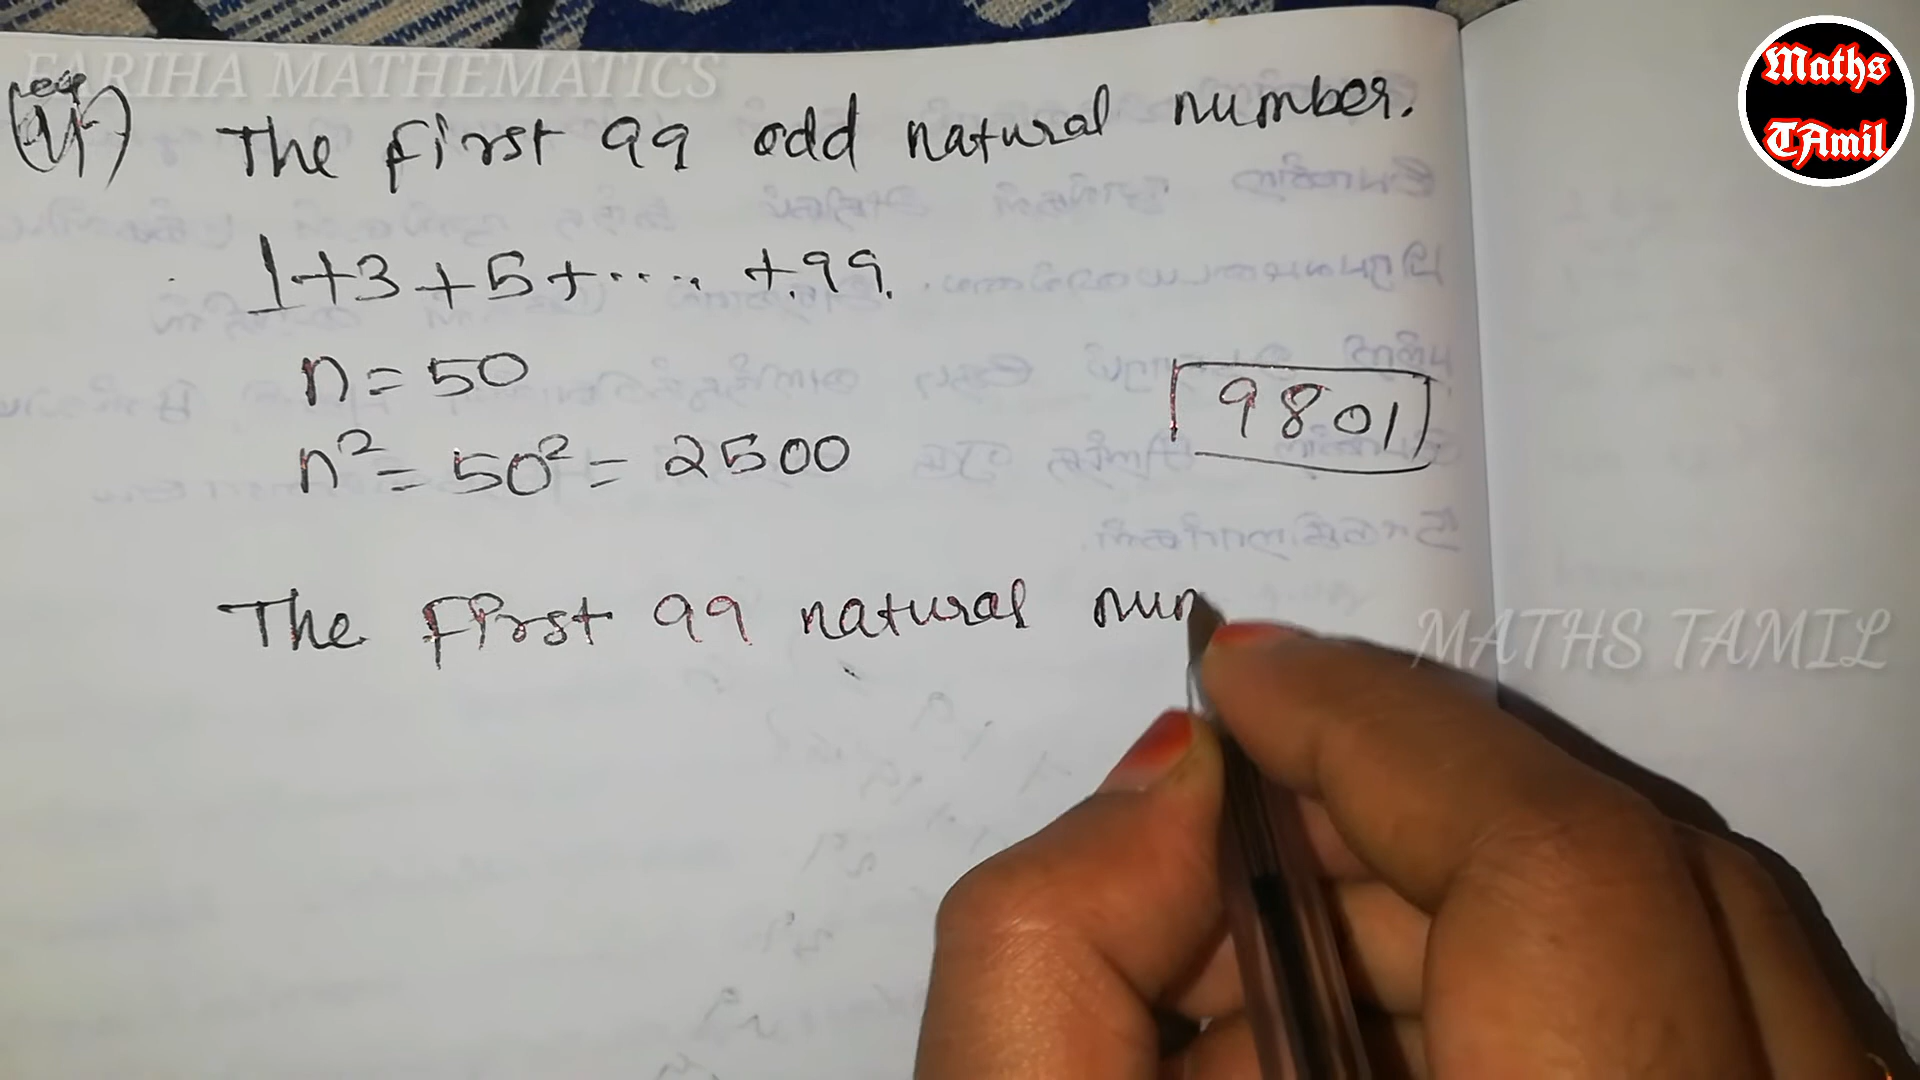 FARIHA MATHEMATICS
Maths
TAmil
The first 99 odd natural number.
1+3+5+..... +.99.
n = 50
9801
n² = 50² = 2500
The first 99 natural num
MATHS TAMIL